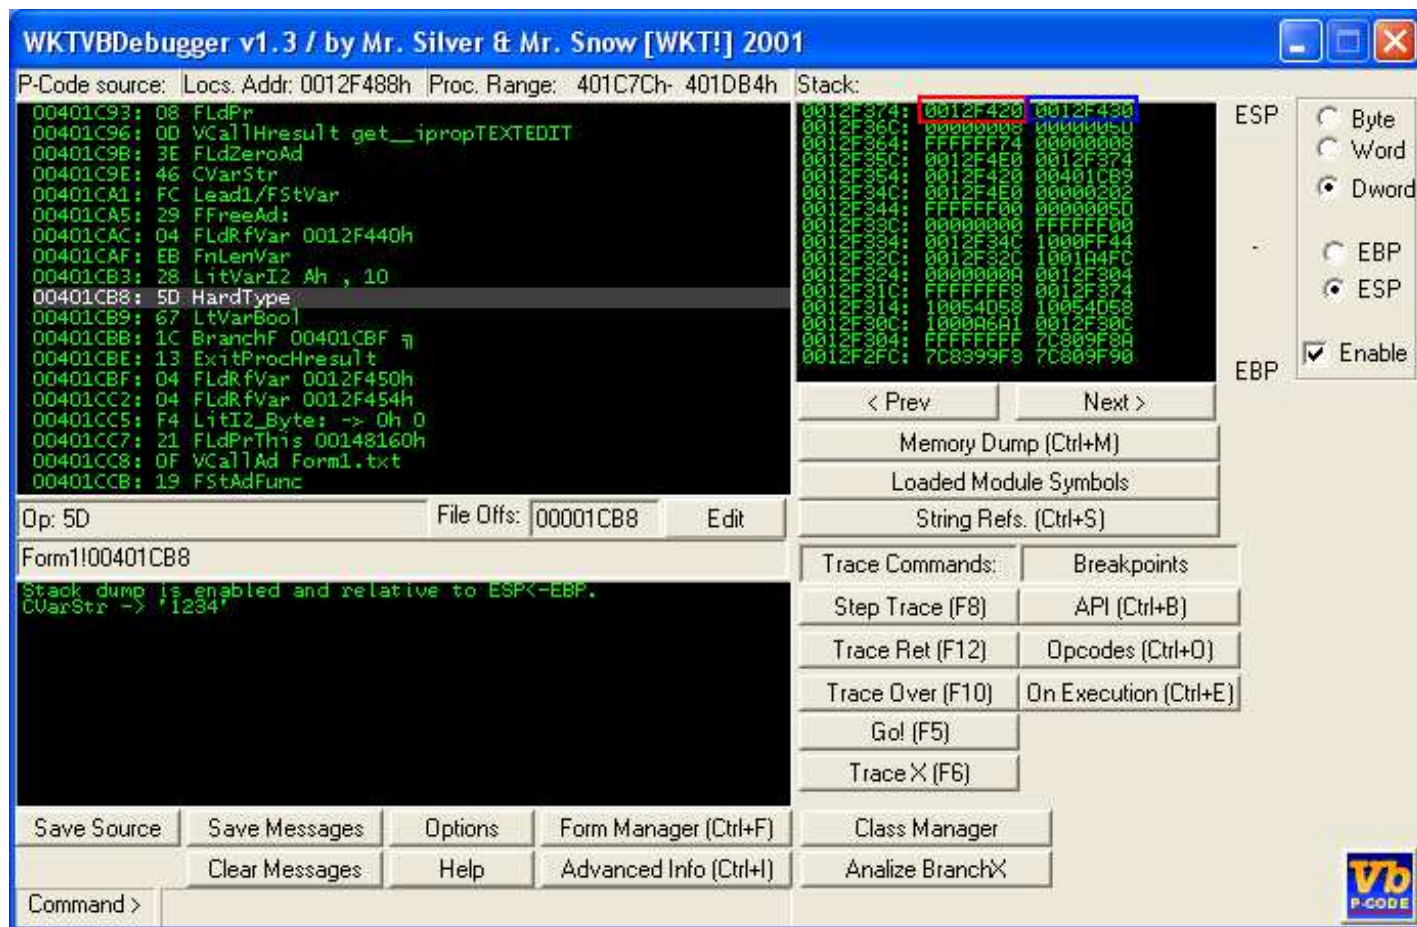 WKTVBDebugger v1.3 / by Mr. Silver & Mr. Snow [WKT!] 2001
P-Code source: Locs. Addr: 0012F488h Proc. Range: 401C7Ch- 401DB4h Stack:
00401C93: 08 FLdPr
00401C96: 0D VCallHresult get__ipropTEXTEDIT
00401C9B: 3E FLdZeroAd
00401C9E: 46 CVarStr
00401CA1: FC Lead1/FStVar
00401CA5: 29 FFreeAd:
00401CAC: 04 FLdRfVar 0012F440h
00401CAF: EB FnLenVar
00401CB3: 28 LitVarI2 Ah , 10
00401CB8: 5D HardType
00401CB9: 67 LtVarBool
00401CBB: 1C BranchF 00401CBF ╖
00401CBE: 13 ExitProcHresult
00401CBF: 04 FLdRfVar 0012F450h
00401CC2: 04 FLdRfVar 0012F454h
00401CC5: F4 LitI2_Byte: -> 0h 0
00401CC7: 21 FLdPrThis 00148160h
00401CC8: 0F VCallAd Form1.txt
00401CCB: 19 FStAdFunc
0012F374: 0012F420 0012F430
0012F36C: 00000008 0000005D
0012F364: FFFFFF74 00000008
0012F35C: 0012F4E0 0012F374
0012F354: 0012F420 00401CB9
0012F34C: 0012F4E0 00000202
0012F344: FFFFFF00 0000005D
0012F33C: 00000000 FFFFFF00
0012F334: 0012F34C 1000FF44
0012F32C: 0012F32C 1001A4FC
0012F324: 0000000A 0012F304
0012F31C: FFFFFFF8 0012F374
0012F314: 10054D58 10054D58
0012F30C: 1000A6A1 0012F30C
0012F304: FFFFFFFF 7C809F8A
0012F2FC: 7C8399F3 7C809F90
ESP
-
EBP
Byte
Word
Dword
EBP
ESP
Enable
< Prev Next >
Memory Dump (Ctrl+M)
Loaded Module Symbols
String Refs. (Ctrl+S)
Op: 5D File Offs: 00001CB8 Edit
Form1!00401CB8
Stack dump is enabled and relative to ESP<-EBP.
CVarStr -> '1234'
Trace Commands: Breakpoints
Step Trace (F8) API (Ctrl+B)
Trace Ret (F12) Opcodes (Ctrl+O)
Trace Over (F10) On Execution (Ctrl+E)
Go! (F5)
Trace X (F6)
Save Source Save Messages Options Form Manager (Ctrl+F) Class Manager
Clear Messages Help Advanced Info (Ctrl+I) Analize BranchX
Command >
Vb
P-CODE